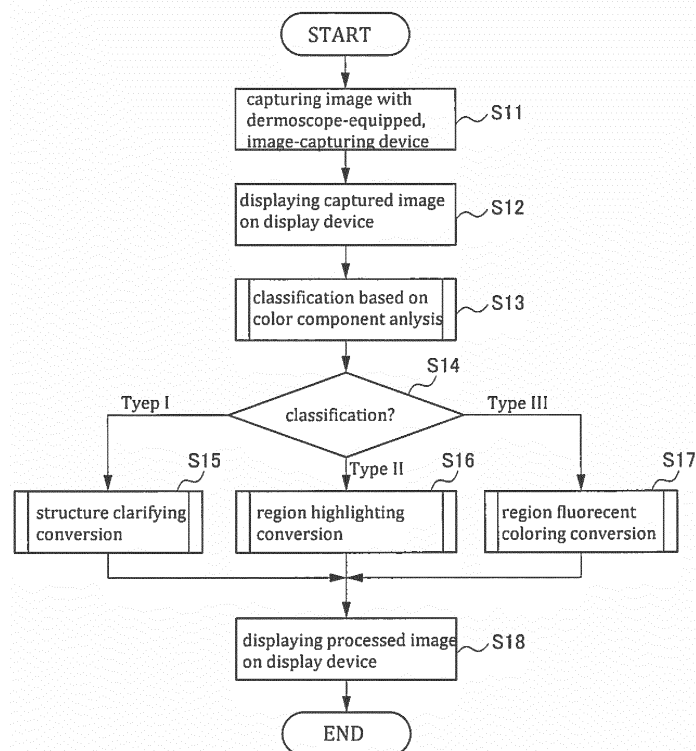 START
capturing image with
dermoscope-equipped,
image-capturing device
S11
displaying captured image
on display device
S12
classification based on
color component anlysis
S13
S14
classification?
Tyep I
Type II
Type III
S15
structure clarifying
conversion
S16
region highlighting
conversion
S17
region fluorecent
coloring conversion
displaying processed image
on display device
S18
END